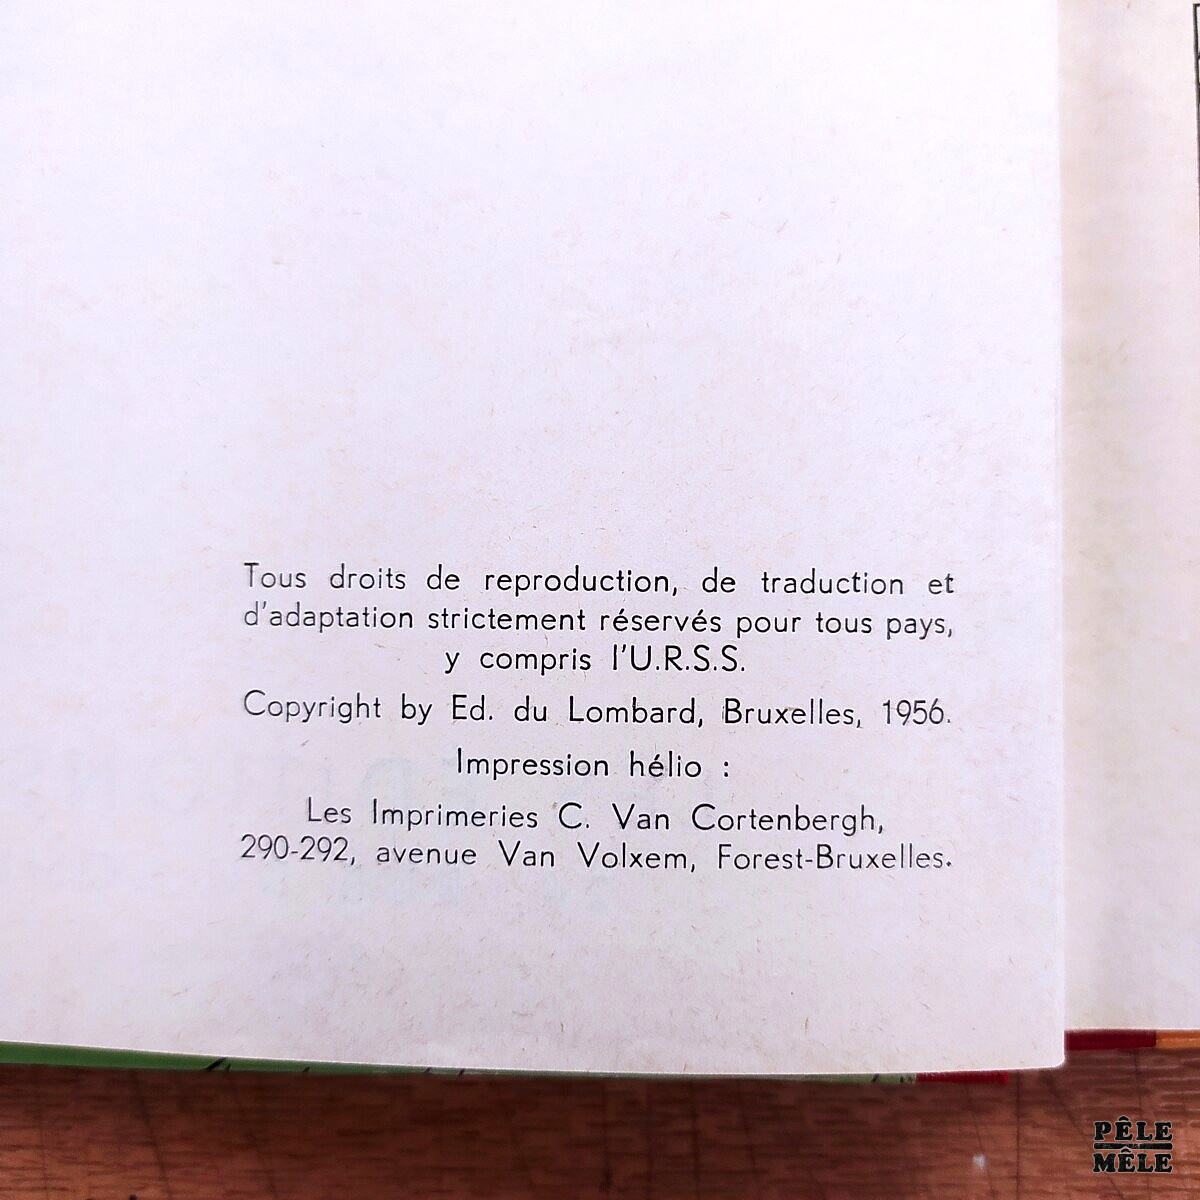 Tous droits de reproduction, de traduction et
d'adaptation strictement réservés pour tous pays,
y compris l'U.R.S.S.
Copyright by Ed. du Lombard, Bruxelles, 1956.
Impression hélio :
Les Imprimeries C. Van Cortenbergh,
290-292, avenue Van Volxem, Forest-Bruxelles.
PÊLE
MÊLE